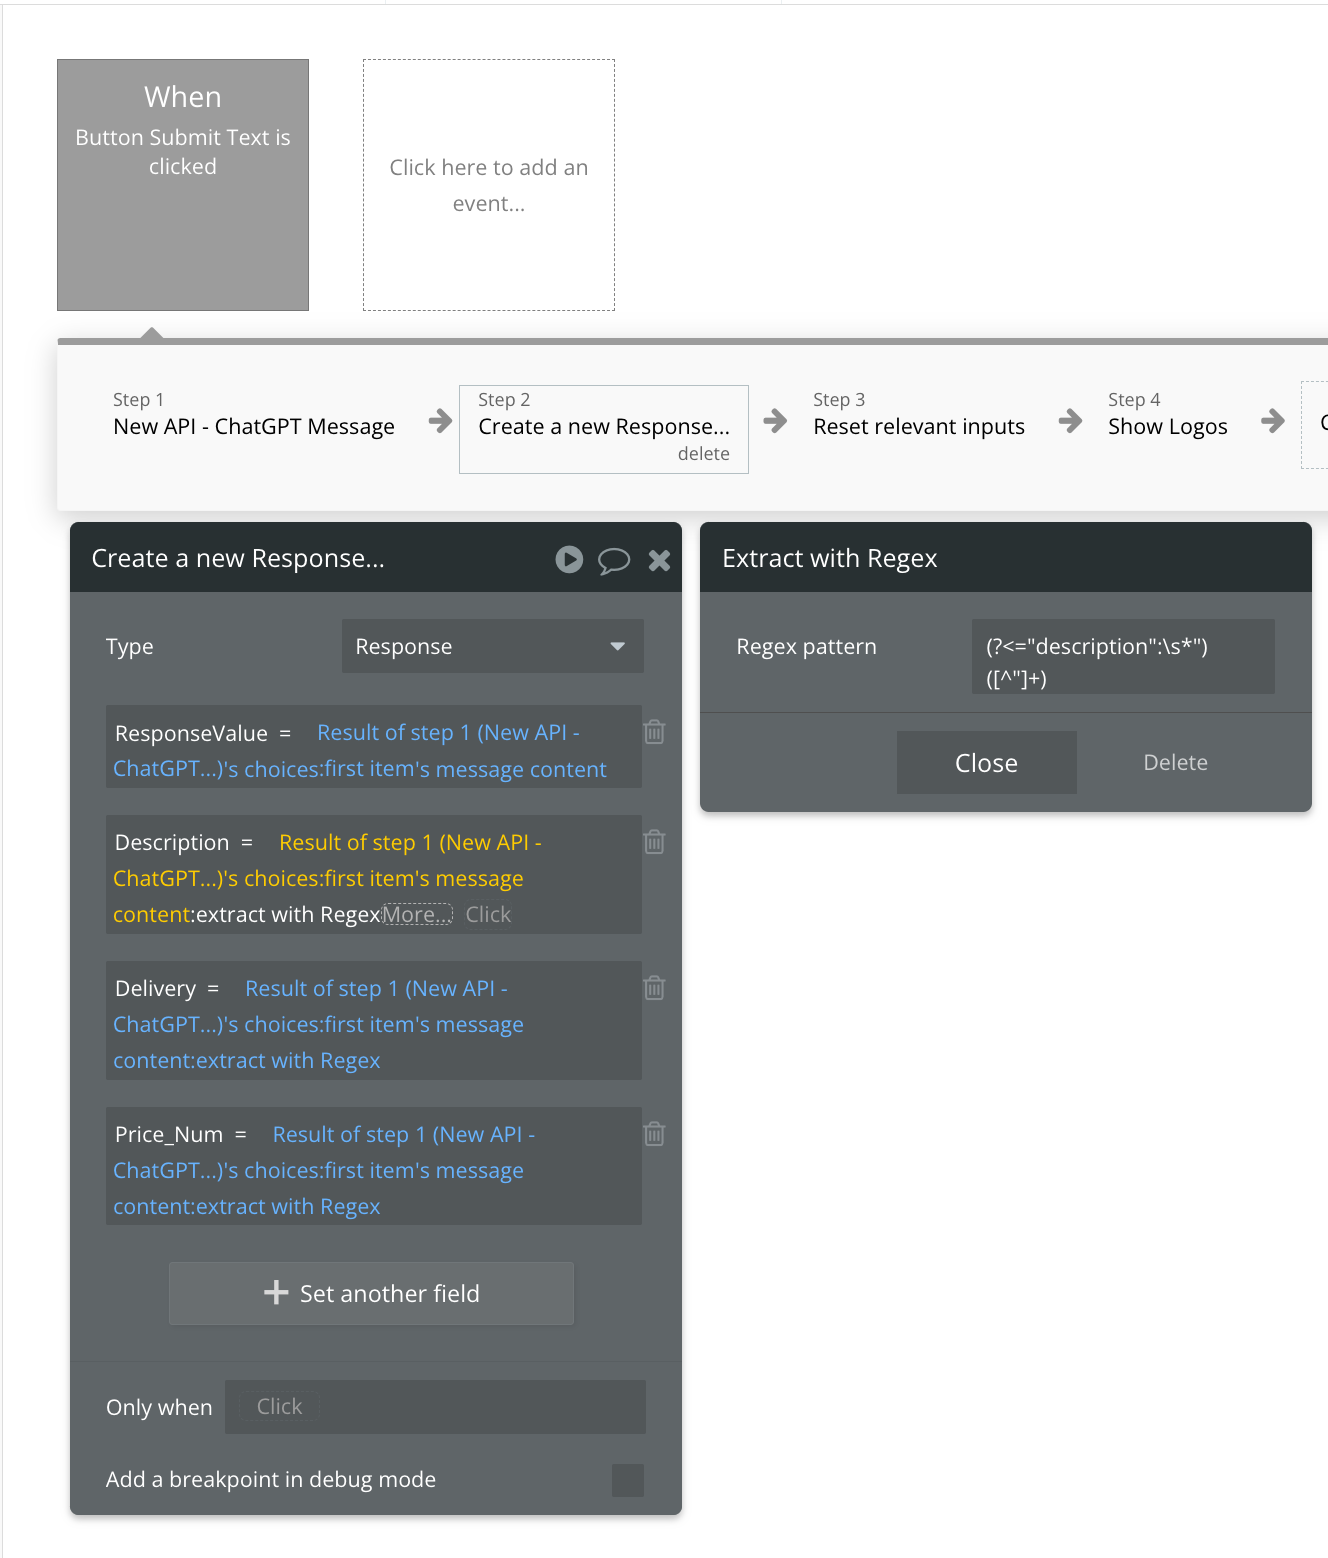 When
Button Submit Text is
clicked
Click here to add an
event...
Step 1
New API - ChatGPT Message
Step 2
Create a new Response...
delete
Step 3
Reset relevant inputs
Step 4
Show Logos
Create a new Response...
Type
Response
ResponseValue = Result of step 1 (New API -
ChatGPT...)'s choices:first item's message content
Description = Result of step 1 (New API -
ChatGPT...)'s choices:first item's message
content:extract with RegexMore... Click
Delivery = Result of step 1 (New API -
ChatGPT...)'s choices:first item's message
content:extract with Regex
Price_Num = Result of step 1 (New API -
ChatGPT...)'s choices:first item's message
content:extract with Regex
Set another field
Only when Click
Add a breakpoint in debug mode
Extract with Regex
Regex pattern
(?<="description":\s*")
([^"]+)
Close
Delete